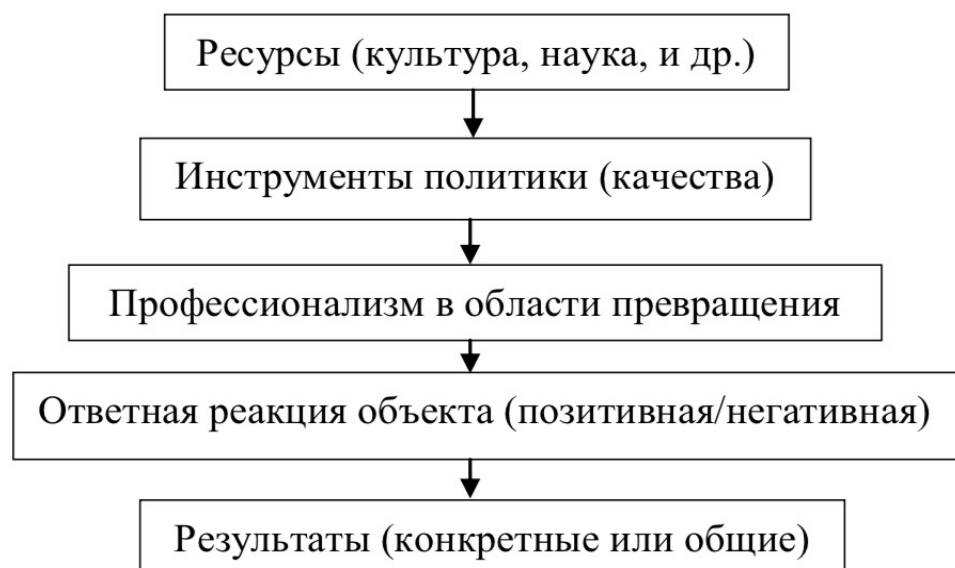 Ресурсы (культура, наука, и др.)
Инструменты политики (качества)
Профессионализм в области превращения
Ответная реакция объекта (позитивная/негативная)
Результаты (конкретные или общие)